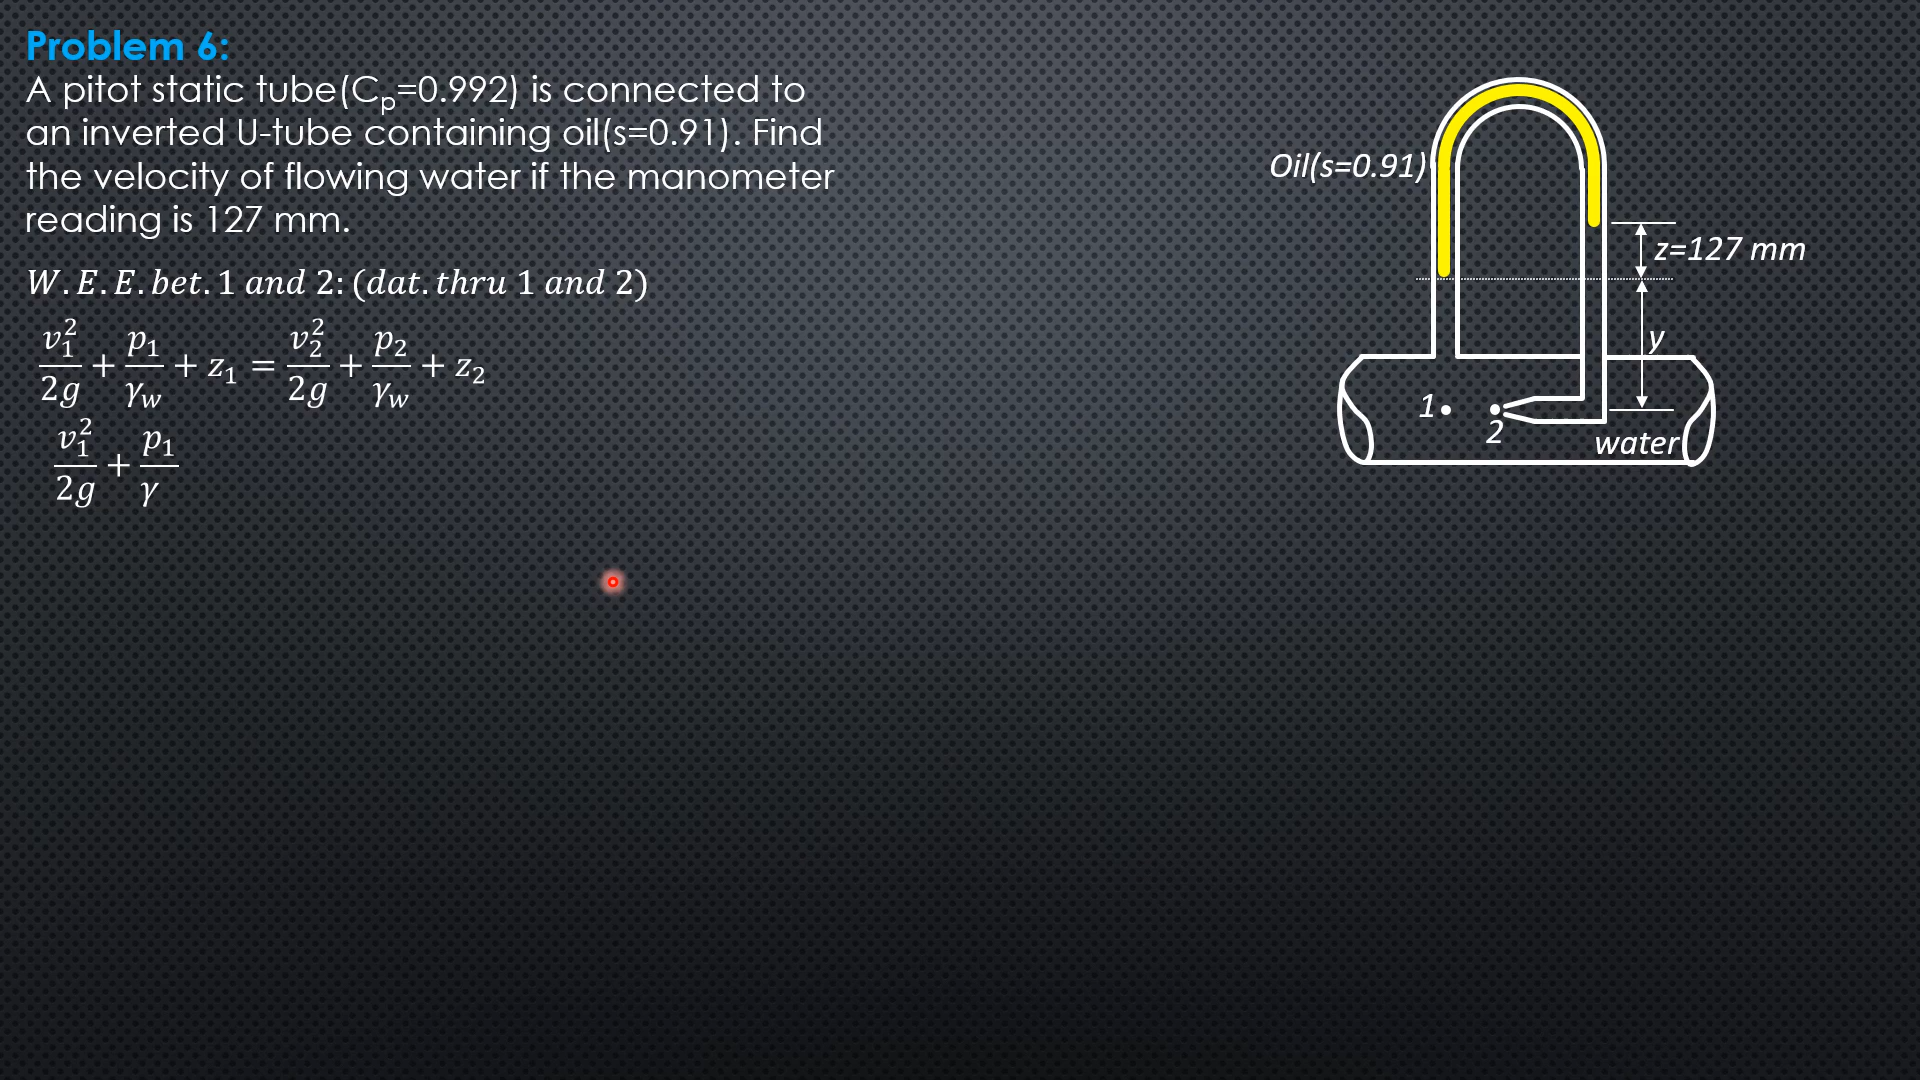 Problem 6:
A pitot static tube(Cₚ=0.992) is connected to
an inverted U-tube containing oil(s=0.91). Find
the velocity of flowing water if the manometer
reading is 127 mm.
W.E.E.bet.1 and 2:(dat.thru 1 and 2)
v₁²/2g + p₁/γ_w + z₁ = v₂²/2g + p₂/γ_w + z₂
v₁²/2g + p₁/γ
Oil(s=0.91)
z=127 mm
y
1
2
water